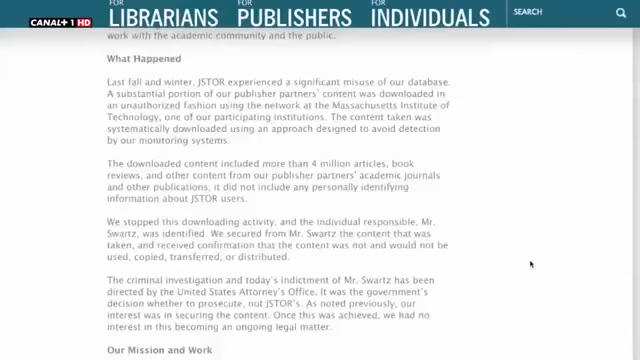 CANAL+ 1 HD
FOR
LIBRARIANS
FOR
PUBLISHERS
FOR
INDIVIDUALS
SEARCH
work with the academic community and the public.
What Happened
Last fall and winter, JSTOR experienced a significant misuse of our database.
A substantial portion of our publisher partners' content was downloaded in
an unauthorized fashion using the network at the Massachusetts Institute of
Technology, one of our participating institutions. The content taken was
systematically downloaded using an approach designed to avoid detection
by our monitoring systems.
The downloaded content included more than 4 million articles, book
reviews, and other content from our publisher partners' academic journals
and other publications, it did not include any personally identifying
information about JSTOR users.
We stopped this downloading activity, and the individual responsible, Mr.
Swartz, was identified. We secured from Mr. Swartz the content that was
taken, and received confirmation that the content was not and would not be
used, copied, transferred, or distributed.
The criminal investigation and today's indictment of Mr. Swartz has been
directed by the United States Attorney's Office. It was the government's
decision whether to prosecute, not JSTOR's. As noted previously, our
interest was in securing the content. Once this was achieved, we had no
interest in this becoming an ongoing legal matter.
Our Mission and Work